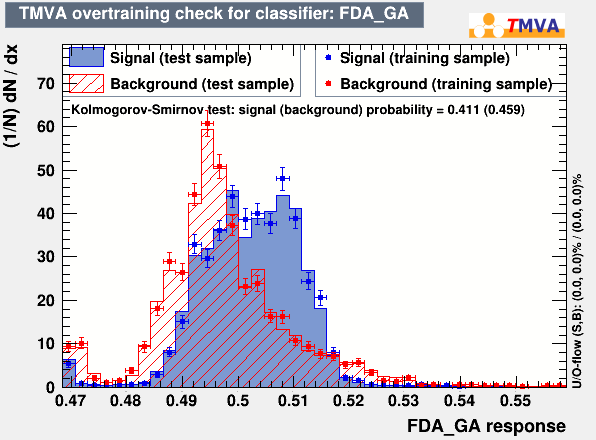 TMVA overtraining check for classifier: FDA_GA
TMVA
Signal (test sample)
Background (test sample)
Signal (training sample)
Background (training sample)
Kolmogorov-Smirnov test: signal (background) probability = 0.411 (0.459)
(1/N) dN / dx
70
60
50
40
30
20
10
0
0.47 0.48 0.49 0.5 0.51 0.52 0.53 0.54 0.55
FDA_GA response
U/O-flow (S,B): (0.0, 0.0)% / (0.0, 0.0)%